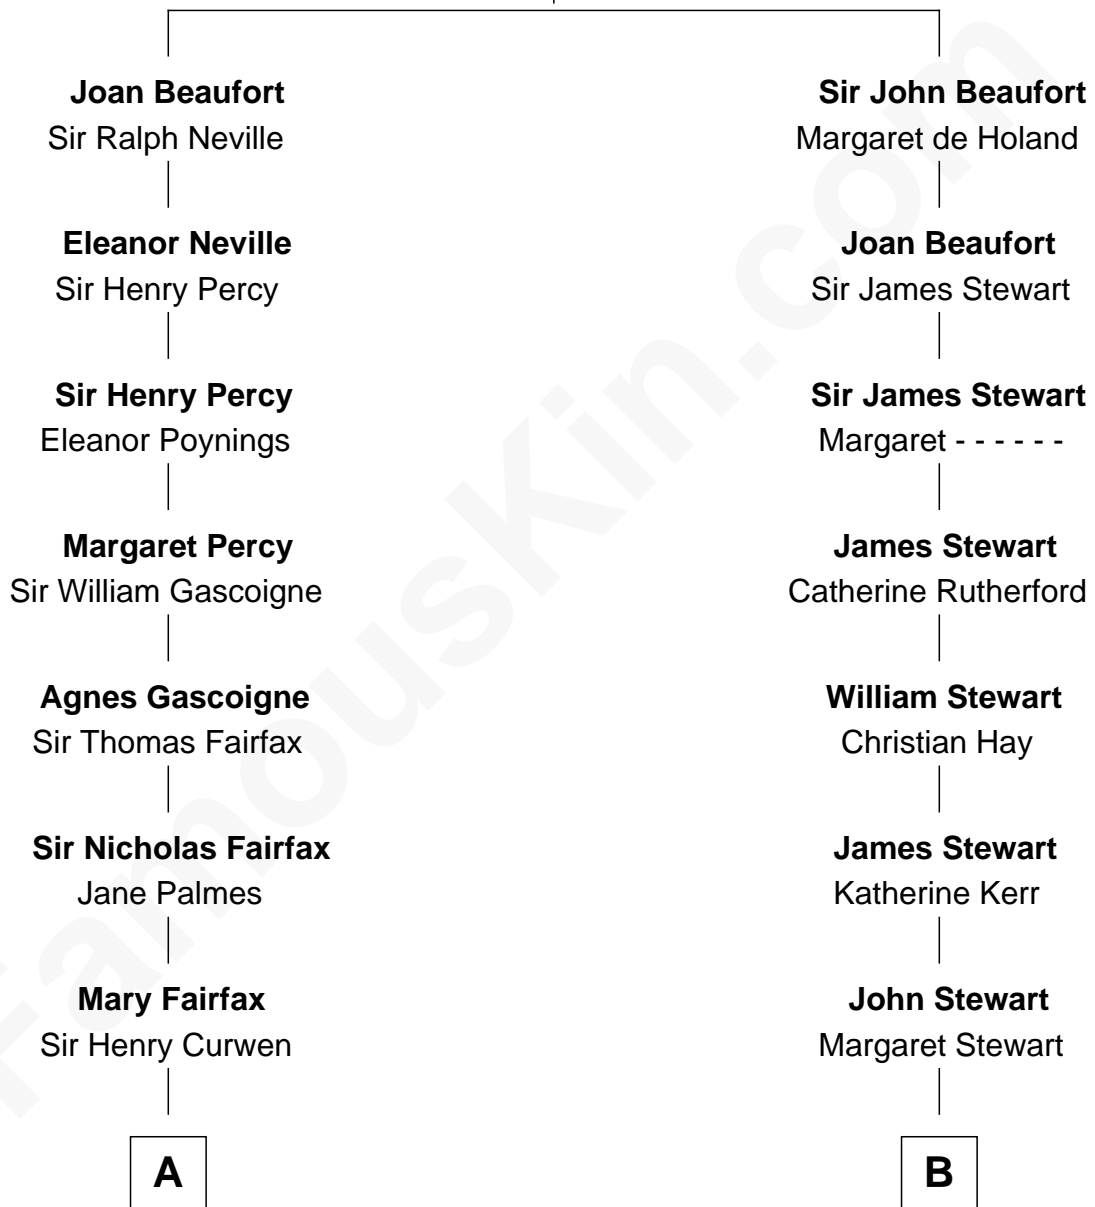 Joan Beaufort
Sir Ralph Neville
Sir John Beaufort
Margaret de Holand
Eleanor Neville
Sir Henry Percy
Joan Beaufort
Sir James Stewart
Sir Henry Percy
Eleanor Poynings
Sir James Stewart
Margaret - - - - - -
Margaret Percy
Sir William Gascoigne
James Stewart
Catherine Rutherford
Agnes Gascoigne
Sir Thomas Fairfax
William Stewart
Christian Hay
Sir Nicholas Fairfax
Jane Palmes
James Stewart
Katherine Kerr
Mary Fairfax
Sir Henry Curwen
John Stewart
Margaret Stewart
A
B
FamousKin.com